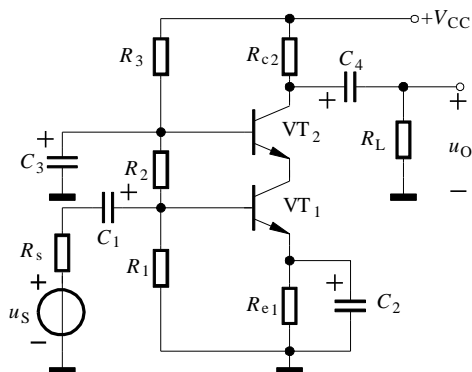 +V_CC
R_3
R_c2
C_4
+
+
VT_2
+
R_L
u_O
C_3
R_2
+
VT_1
−
C_1
R_s
R_1
+
+
R_e1
C_2
u_S
−